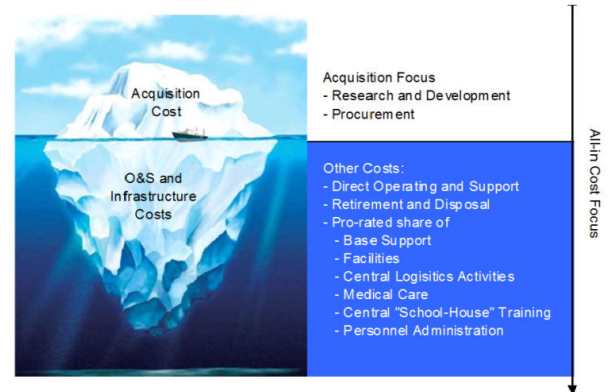 Acquisition
Cost
O&S and
Infrastructure
Costs
Acquisition Focus
- Research and Development
- Procurement
Other Costs:
- Direct Operating and Support
- Retirement and Disposal
- Pro-rated share of
- Base Support
- Facilities
- Central Logisitics Activities
- Medical Care
- Central "School-House" Training
- Personnel Administration
All-in Cost Focus